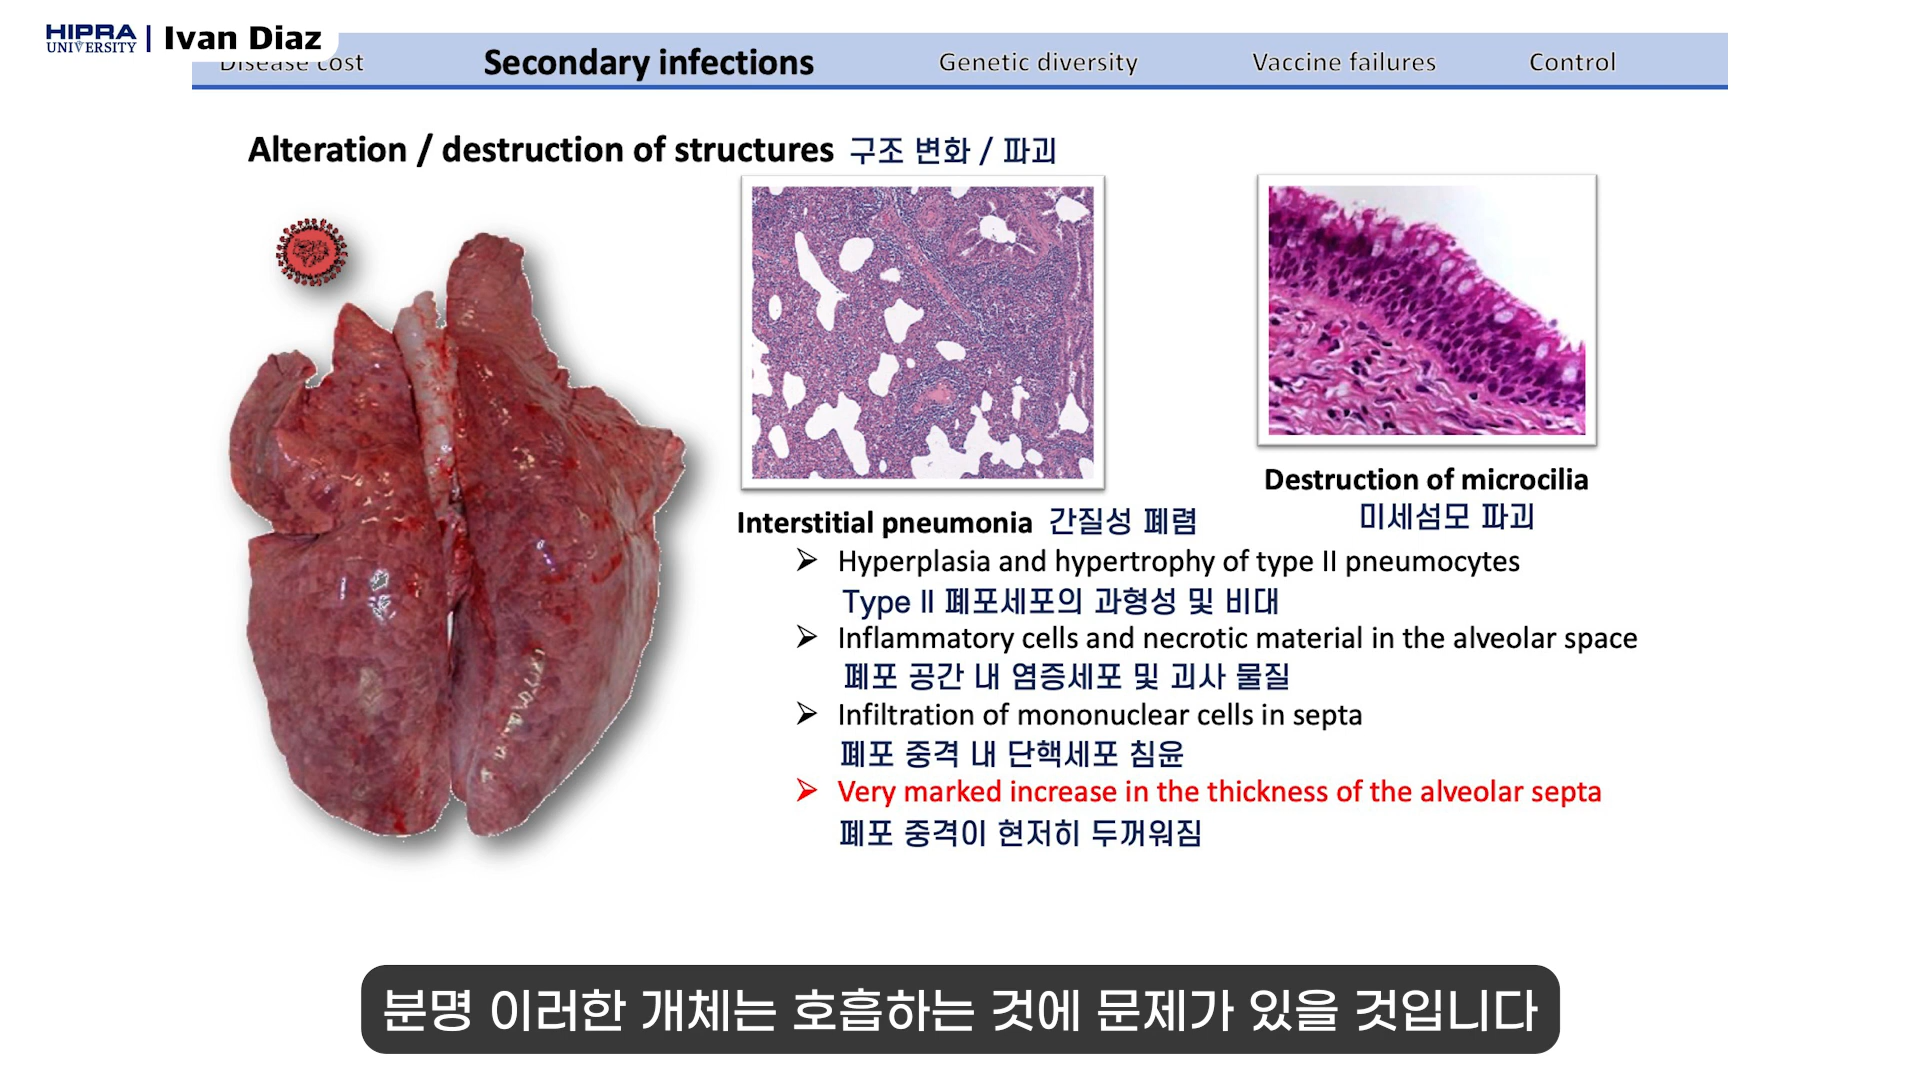 HIPRA
UNIVERSITY | Ivan Diaz
Disease cost Secondary infections Genetic diversity Vaccine failures Control
Alteration / destruction of structures 구조 변화 / 파괴
Destruction of microcilia
미세섬모 파괴
Interstitial pneumonia 간질성 폐렴
➢ Hyperplasia and hypertrophy of type II pneumocytes
Type II 폐포세포의 과형성 및 비대
➢ Inflammatory cells and necrotic material in the alveolar space
폐포 공간 내 염증세포 및 괴사 물질
➢ Infiltration of mononuclear cells in septa
폐포 중격 내 단핵세포 침윤
➢ Very marked increase in the thickness of the alveolar septa
폐포 중격이 현저히 두꺼워짐
분명 이러한 개체는 호흡하는 것에 문제가 있을 것입니다